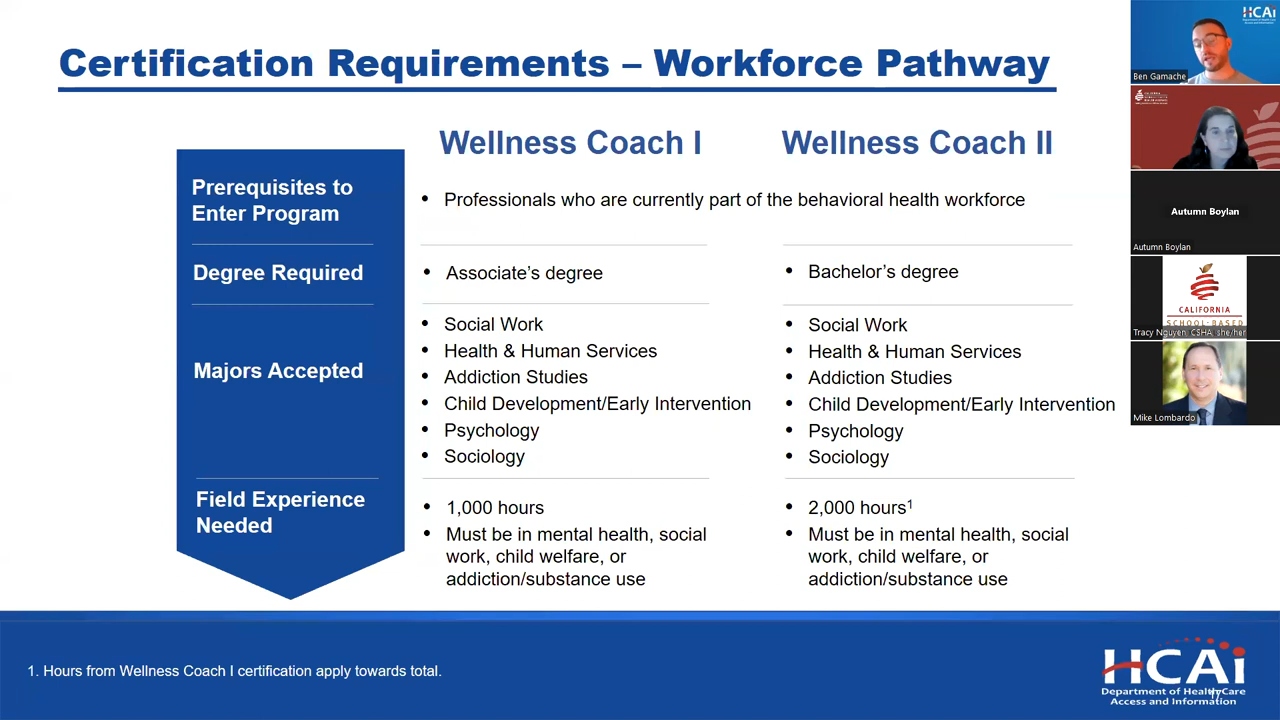 Certification Requirements – Workforce Pathway
Wellness Coach I
Wellness Coach II
Prerequisites to
Enter Program
• Professionals who are currently part of the behavioral health workforce
Degree Required
• Associate’s degree
• Bachelor’s degree
Majors Accepted
• Social Work
• Health & Human Services
• Addiction Studies
• Child Development/Early Intervention
• Psychology
• Sociology
• Social Work
• Health & Human Services
• Addiction Studies
• Child Development/Early Intervention
• Psychology
• Sociology
Field Experience
Needed
• 1,000 hours
• Must be in mental health, social
work, child welfare, or
addiction/substance use
• 2,000 hours¹
• Must be in mental health, social
work, child welfare, or
addiction/substance use
1. Hours from Wellness Coach I certification apply towards total.
HCAi
Department of HealthCare
Access and Information
17
HCAi
Ben Gamache
Autumn Boylan
Autumn Boylan
CALIFORNIA
SCHOOL-BASED
Tracy Nguyen, CSHA, she/her
Mike Lombardo